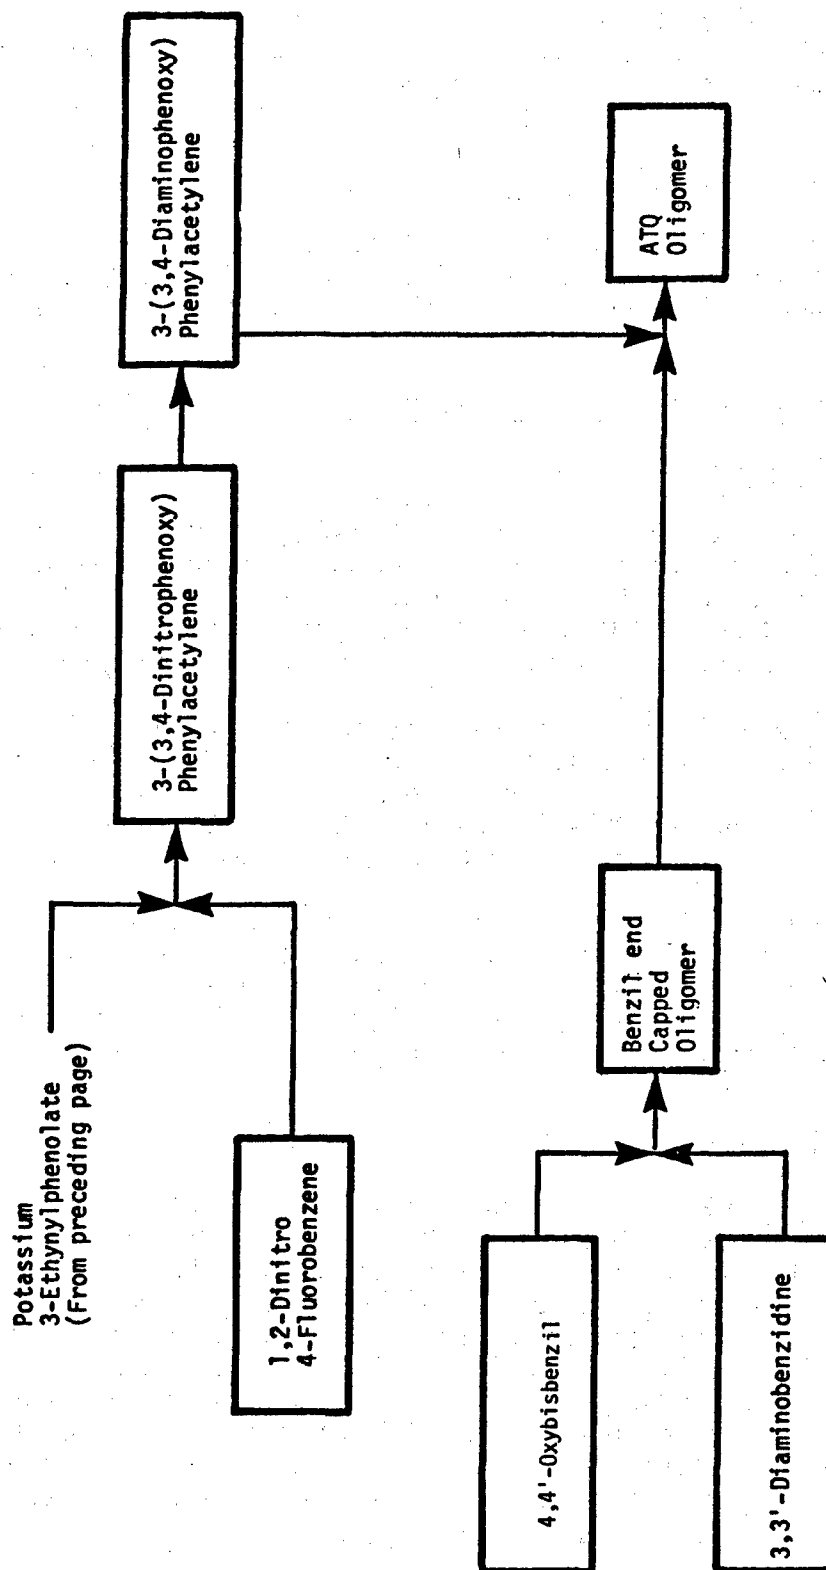 Potassium
3-Ethynylphenolate
(From preceding page)
1,2-Dinitro
4-Fluorobenzene
3-(3,4-Dinitrophenoxy)
Phenylacetylene
3-(3,4-Diaminophenoxy)
Phenylacetylene
4,4'-Oxybisbenzil
3,3'-Diaminobenzidine
Benzil end
Capped
Oligomer
ATQ
Oligomer